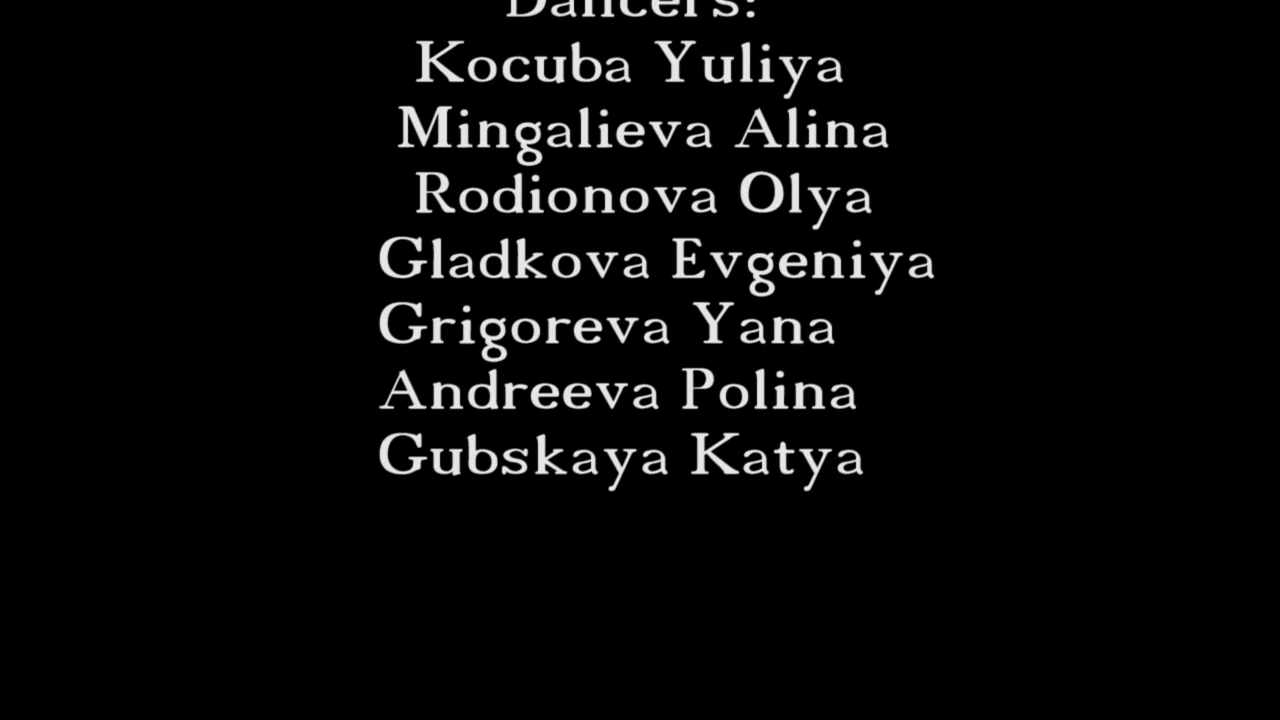 Dancers:
Kocuba Yuliya
Mingalieva Alina
Rodionova Olya
Gladkova Evgeniya
Grigoreva Yana
Andreeva Polina
Gubskaya Katya